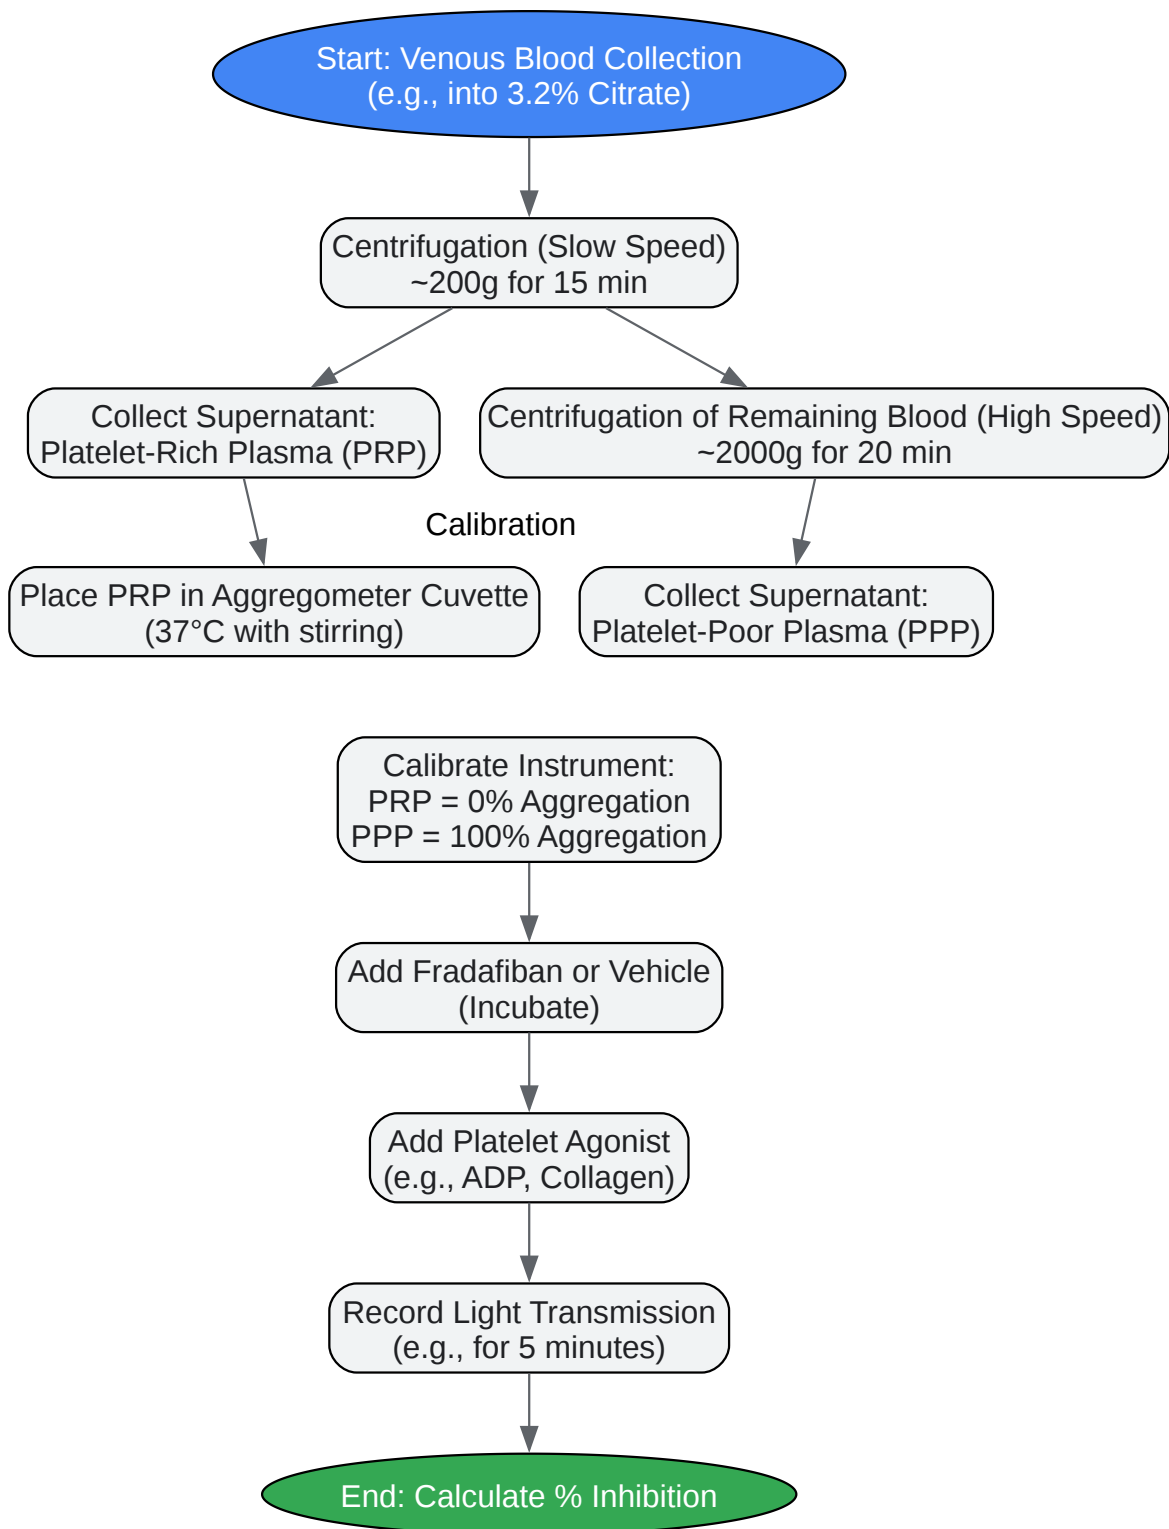 Start: Venous Blood Collection
(e.g., into 3.2% Citrate)
Centrifugation (Slow Speed)
~200g for 15 min
Collect Supernatant:
Platelet-Rich Plasma (PRP)
Centrifugation of Remaining Blood (High Speed)
~2000g for 20 min
Calibration
Place PRP in Aggregometer Cuvette
(37°C with stirring)
Collect Supernatant:
Platelet-Poor Plasma (PPP)
Calibrate Instrument:
PRP = 0% Aggregation
PPP = 100% Aggregation
Add Fradafiban or Vehicle
(Incubate)
Add Platelet Agonist
(e.g., ADP, Collagen)
Record Light Transmission
(e.g., for 5 minutes)
End: Calculate % Inhibition